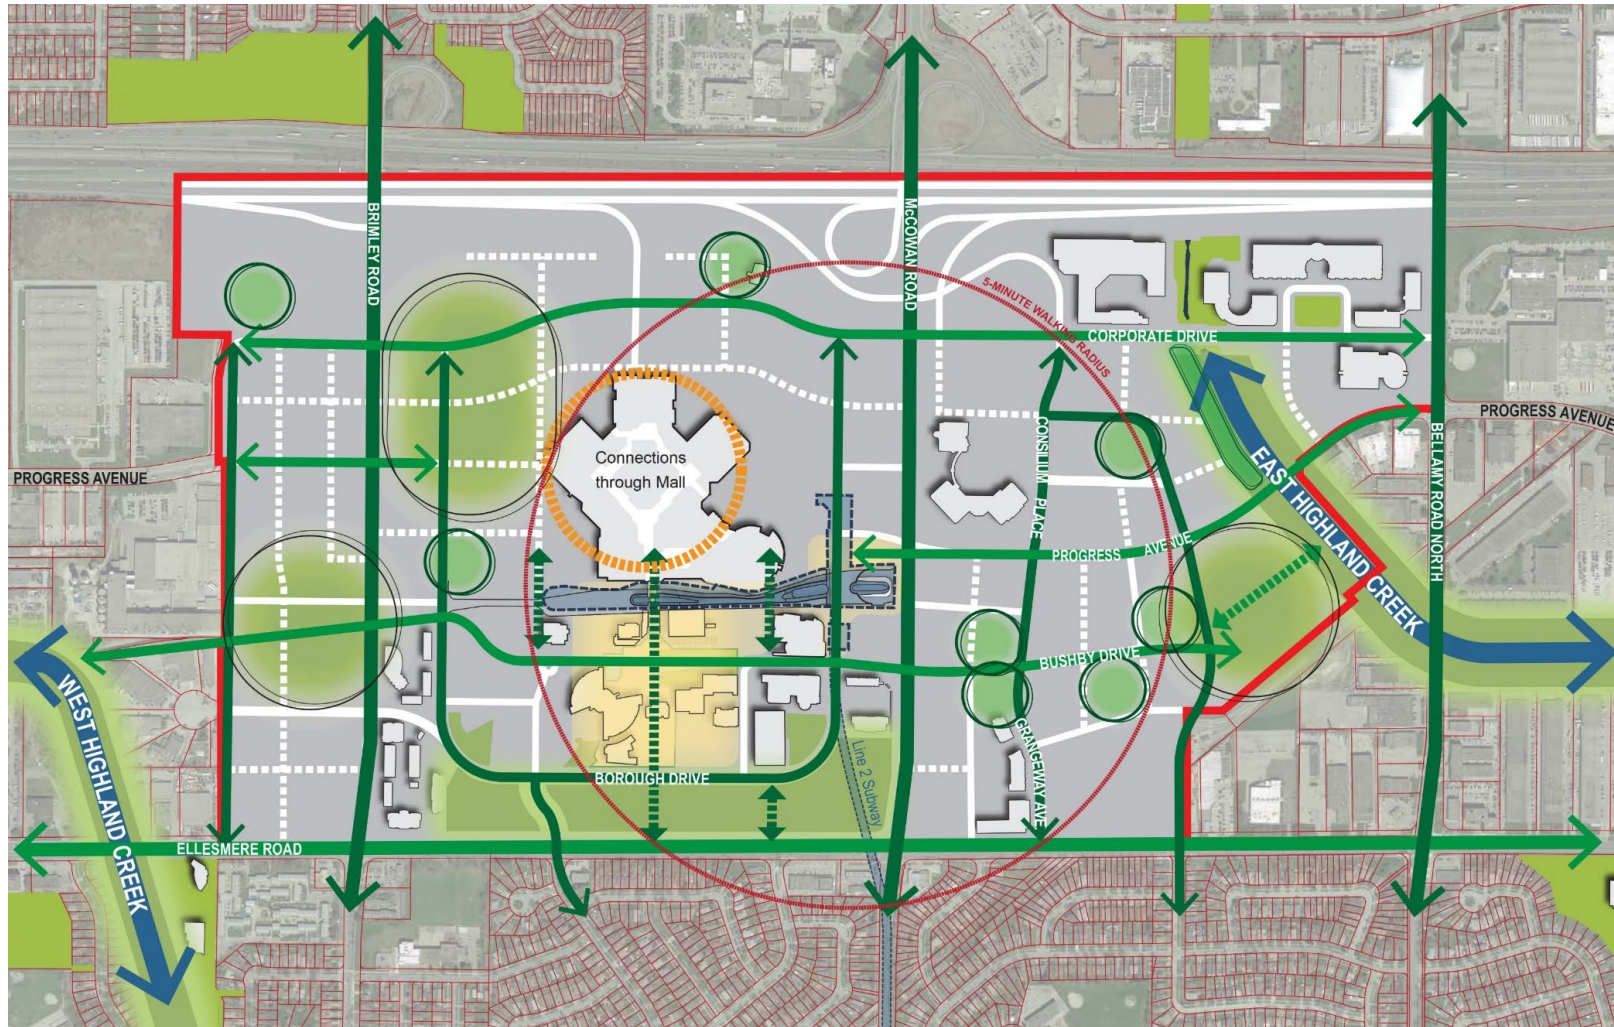 BRIMLEY ROAD
McCOWAN ROAD
5-MINUTE WALKING RADIUS
CORPORATE DRIVE
PROGRESS AVENUE
PROGRESS AVENUE
Connections
through Mall
CONSILIUM PLACE
BELLAMY ROAD NORTH
EAST HIGHLAND CREEK
PROGRESS AVENUE
BUSHBY DRIVE
WEST HIGHLAND CREEK
GRANGEWAY AVE
Line 2 Subway
BOROUGH DRIVE
ELLESMERE ROAD